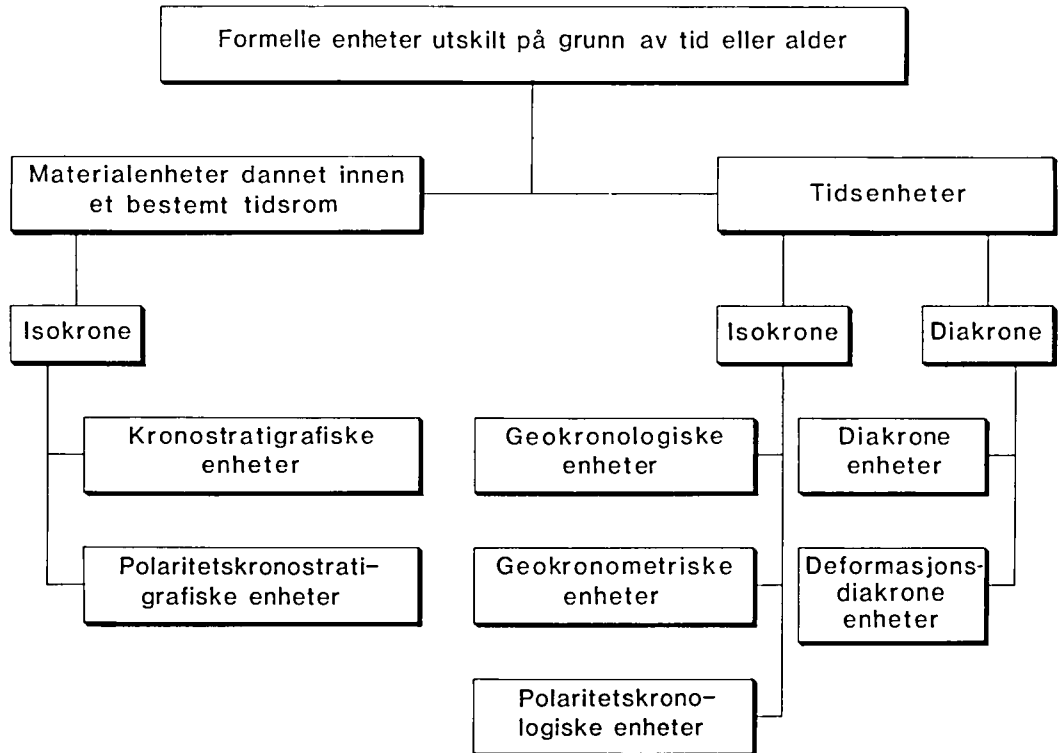 Formelle enheter utskilt på grunn av tid eller alder
Materialenheter dannet innen
et bestemt tidsrom
Tidsenheter
Isokrone
Isokrone
Diakrone
Kronostratigrafiske
enheter
Geokronologiske
enheter
Diakrone
enheter
Polaritetskronostrati-
grafiske enheter
Geokronometriske
enheter
Deformasjons-
diakrone
enheter
Polaritetskrono-
logiske enheter